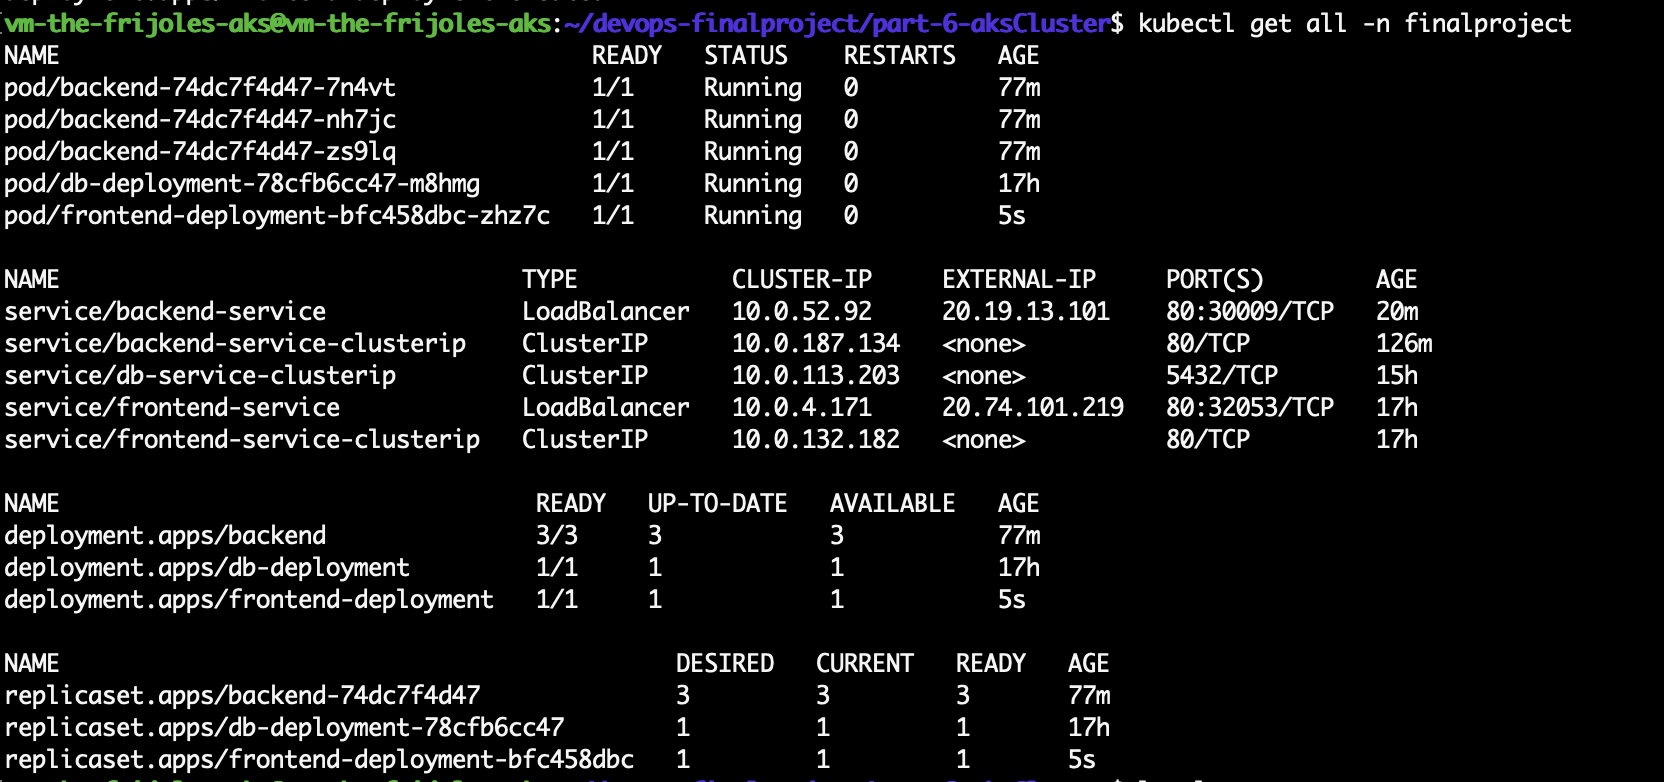 vm-the-frijoles-aks@vm-the-frijoles-aks:~/devops-finalproject/part-6-aksCluster$ kubectl get all -n finalproject
NAME READY STATUS RESTARTS AGE
pod/backend-74dc7f4d47-7n4vt 1/1 Running 0 77m
pod/backend-74dc7f4d47-nh7jc 1/1 Running 0 77m
pod/backend-74dc7f4d47-zs9lq 1/1 Running 0 77m
pod/db-deployment-78cfb6cc47-m8hmg 1/1 Running 0 17h
pod/frontend-deployment-bfc458dbc-zhz7c 1/1 Running 0 5s
NAME TYPE CLUSTER-IP EXTERNAL-IP PORT(S) AGE
service/backend-service LoadBalancer 10.0.52.92 20.19.13.101 80:30009/TCP 20m
service/backend-service-clusterip ClusterIP 10.0.187.134 <none> 80/TCP 126m
service/db-service-clusterip ClusterIP 10.0.113.203 <none> 5432/TCP 15h
service/frontend-service LoadBalancer 10.0.4.171 20.74.101.219 80:32053/TCP 17h
service/frontend-service-clusterip ClusterIP 10.0.132.182 <none> 80/TCP 17h
NAME READY UP-TO-DATE AVAILABLE AGE
deployment.apps/backend 3/3 3 3 77m
deployment.apps/db-deployment 1/1 1 1 17h
deployment.apps/frontend-deployment 1/1 1 1 5s
NAME DESIRED CURRENT READY AGE
replicaset.apps/backend-74dc7f4d47 3 3 3 77m
replicaset.apps/db-deployment-78cfb6cc47 1 1 1 17h
replicaset.apps/frontend-deployment-bfc458dbc 1 1 1 5s